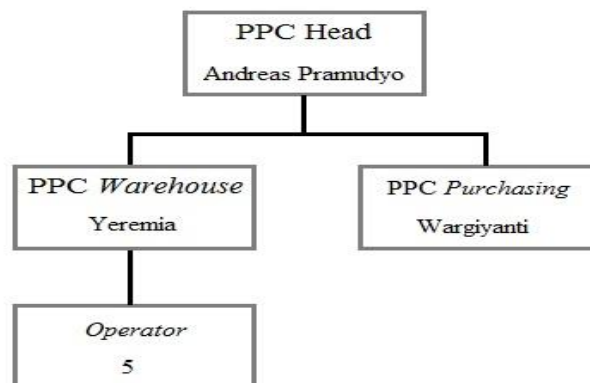 PPC Head
Andreas Pramudyo
PPC Warehouse
Yeremia
PPC Purchasing
Wargiyanti
Operator
5